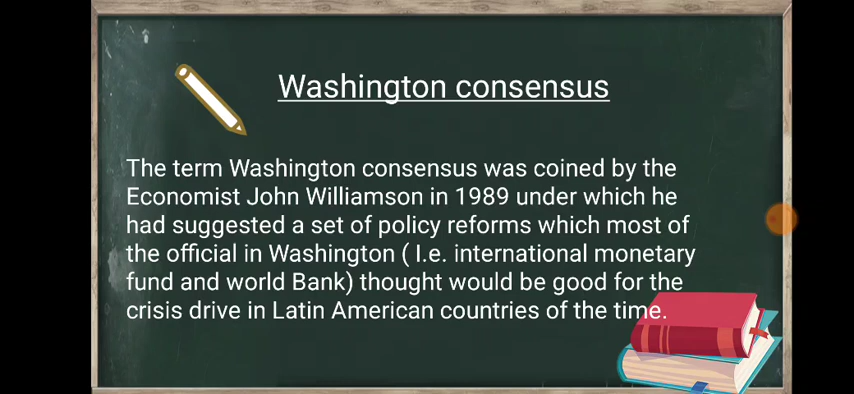 Washington consensus
The term Washington consensus was coined by the
Economist John Williamson in 1989 under which he
had suggested a set of policy reforms which most of
the official in Washington ( I.e. international monetary
fund and world Bank) thought would be good for the
crisis drive in Latin American countries of the time.